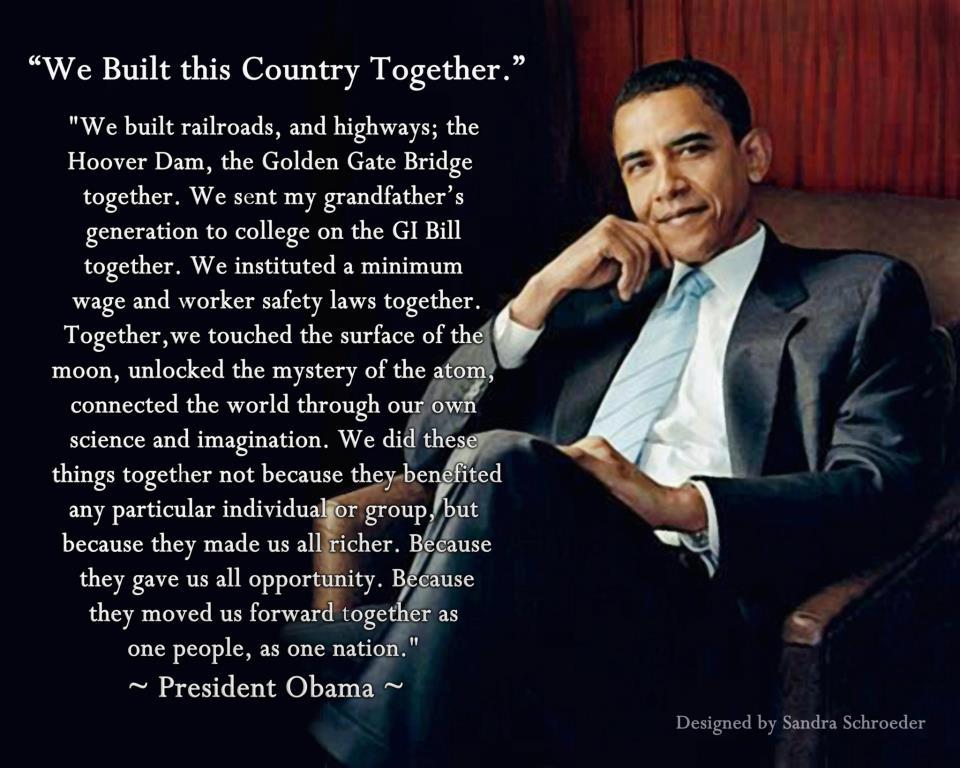 “We Built this Country Together.”
"We built railroads, and highways; the
Hoover Dam, the Golden Gate Bridge
together. We sent my grandfather’s
generation to college on the GI Bill
together. We instituted a minimum
wage and worker safety laws together.
Together,we touched the surface of the
moon, unlocked the mystery of the atom,
connected the world through our own
science and imagination. We did these
things together not because they benefited
any particular individual or group, but
because they made us all richer. Because
they gave us all opportunity. Because
they moved us forward together as
one people, as one nation."
~ President Obama ~
Designed by Sandra Schroeder